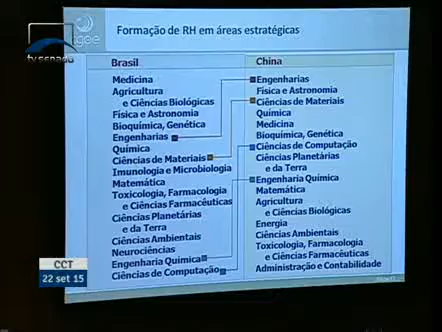 cgee
tv senado
Formação de RH em áreas estratégicas
Brasil
Medicina
Agricultura
e Ciências Biológicas
Física e Astronomia
Bioquímica, Genética
Engenharias
Química
Ciências de Materiais
Imunologia e Microbiologia
Matemática
Toxicologia, Farmacologia
e Ciências Farmacêuticas
Ciências Planetárias
e da Terra
Ciências Ambientais
Neurociências
Engenharia Química
Ciências de Computação
China
Engenharias
Física e Astronomia
Ciências de Materiais
Química
Medicina
Bioquímica, Genética
Ciências de Computação
Ciências Planetárias
e da Terra
Engenharia Química
Matemática
Agricultura
e Ciências Biológicas
Energia
Ciências Ambientais
Toxicologia, Farmacologia
e Ciências Farmacêuticas
Administração e Contabilidade
CCT
22 set 15